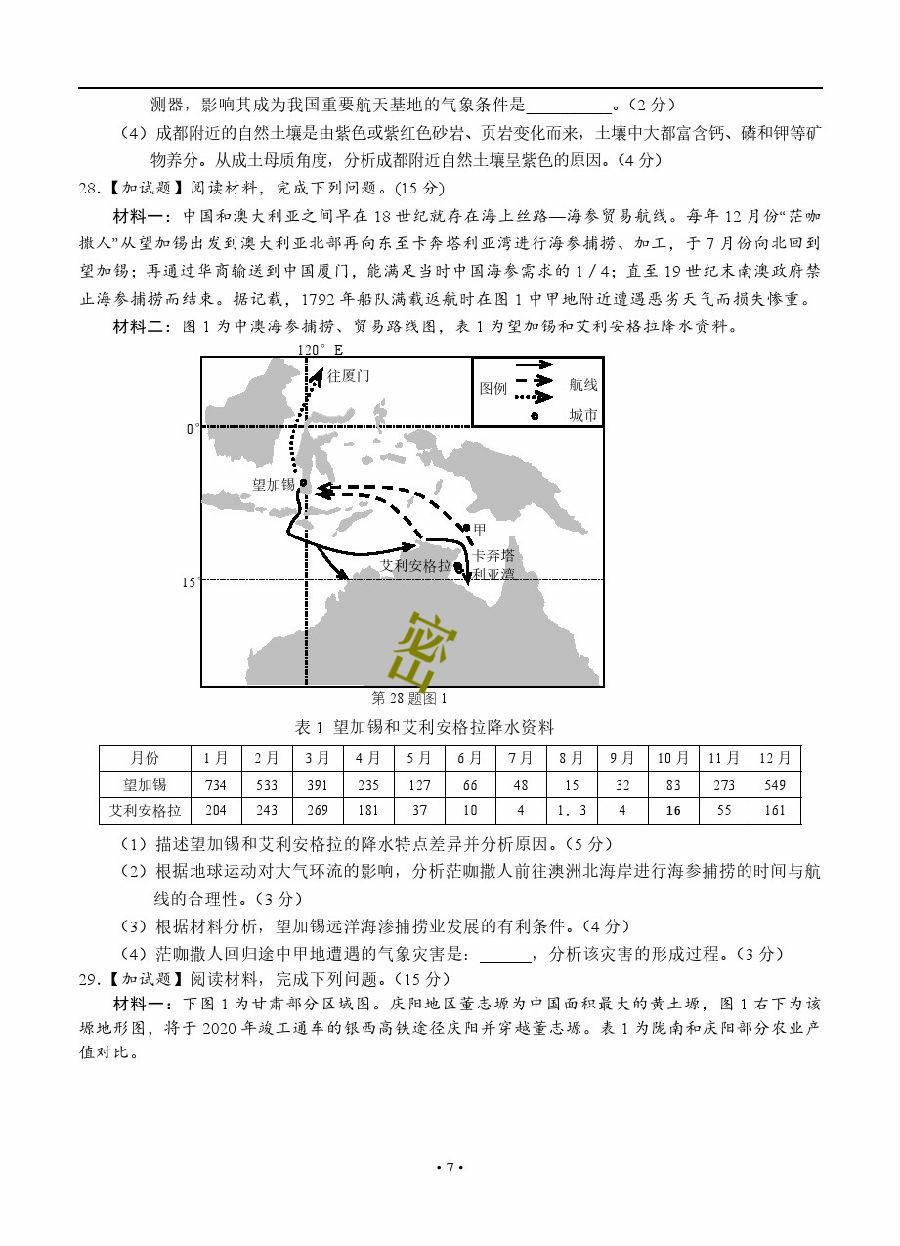 测器，影响其成为我国重要航天基地的气象条件是__________。（2 分）
（4）成都附近的自然土壤是由紫色或紫红色砂岩、页岩变化而来，土壤中大都富含钙、磷和钾等矿
物养分。从成土母质角度，分析成都附近自然土壤呈紫色的原因。（4 分）
28.【加试题】阅读材料，完成下列问题。（15 分）
材料一：中国和澳大利亚之间早在 18 世纪就存在海上丝路—海参贸易航线。每年 12 月份“茫咖
撒人”从望加锡出发到澳大利亚北部再向东至卡奔塔利亚湾进行海参捕捞、加工，于 7 月份向北回到
望加锡；再通过华商输送到中国厦门，能满足当时中国海参需求的 1／4；直至 19 世纪末南澳政府禁
止海参捕捞而结束。据记载，1792 年船队满载返航时在图 1 中甲地附近遭遇恶劣天气而损失惨重。
材料二：图 1 为中澳海参捕捞、贸易路线图，表 1 为望加锡和艾利安格拉降水资料。
120° E
往厦门
图例 航线
城市
0°
望加锡
甲
卡奔塔
利亚湾
艾利安格拉
15°
密
第 28 题图 1
表 1 望加锡和艾利安格拉降水资料
月份 1 月 2 月 3 月 4 月 5 月 6 月 7 月 8 月 9 月 10 月 11 月 12 月
望加锡 734 533 391 235 127 66 48 15 32 83 273 549
艾利安格拉 204 243 269 181 37 10 4 1．3 4 16 55 161
（1）描述望加锡和艾利安格拉的降水特点差异并分析原因。（5 分）
（2）根据地球运动对大气环流的影响，分析茫咖撒人前往澳洲北海岸进行海参捕捞的时间与航
线的合理性。（3 分）
（3）根据材料分析，望加锡远洋海渗捕捞业发展的有利条件。（4 分）
（4）茫咖撒人回归途中甲地遭遇的气象灾害是：______，分析该灾害的形成过程。（3 分）
29.【加试题】阅读材料，完成下列问题。（15 分）
材料一：下图 1 为甘肃部分区域图。庆阳地区董志塬为中国面积最大的黄土塬，图 1 右下为该
塬地形图，将于 2020 年竣工通车的银西高铁途径庆阳并穿越董志塬。表 1 为陇南和庆阳部分农业产
值对比。
• 7 •